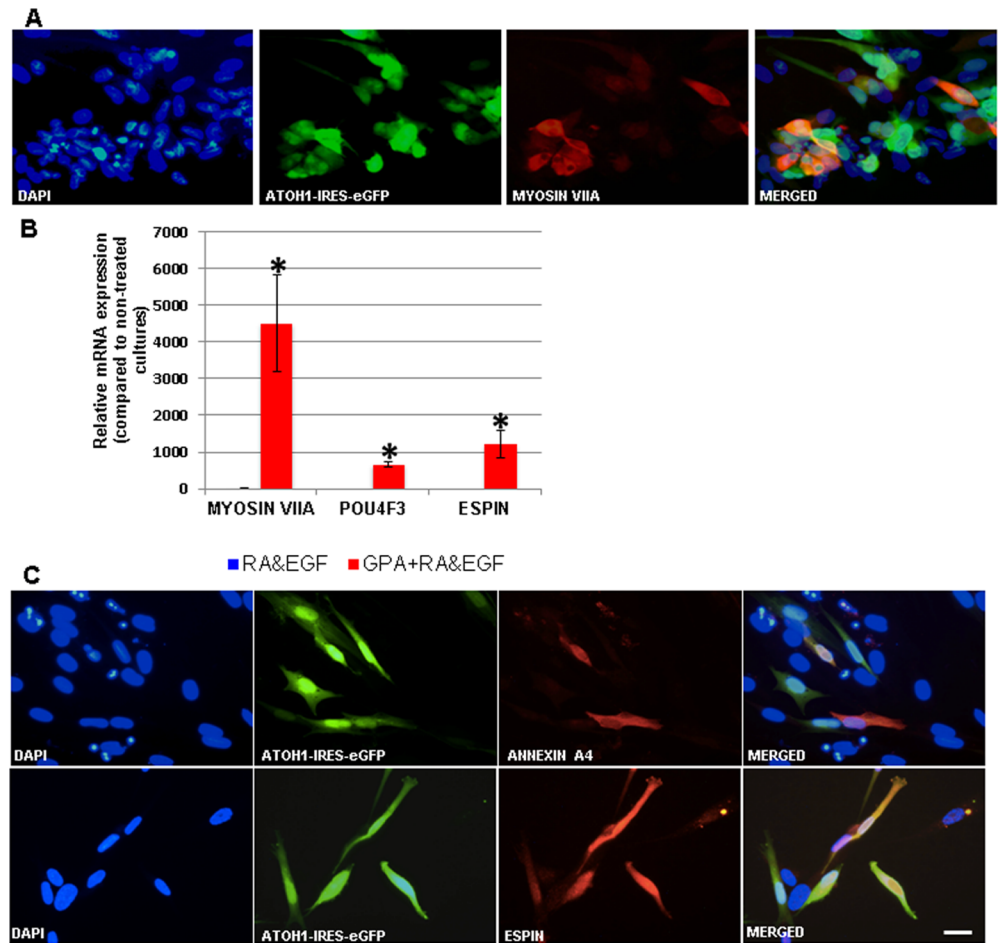 A
DAPI
ATOH1-IRES-eGFP
MYOSIN VIIA
MERGED
B
Relative mRNA expression
(compared to non-treated
cultures)
7000
6000
5000
4000
3000
2000
1000
0
*
*
*
MYOSIN VIIA
POU4F3
ESPIN
RA&EGF
GPA+RA&EGF
C
DAPI
ATOH1-IRES-eGFP
ANNEXIN A4
MERGED
DAPI
ATOH1-IRES-eGFP
ESPIN
MERGED